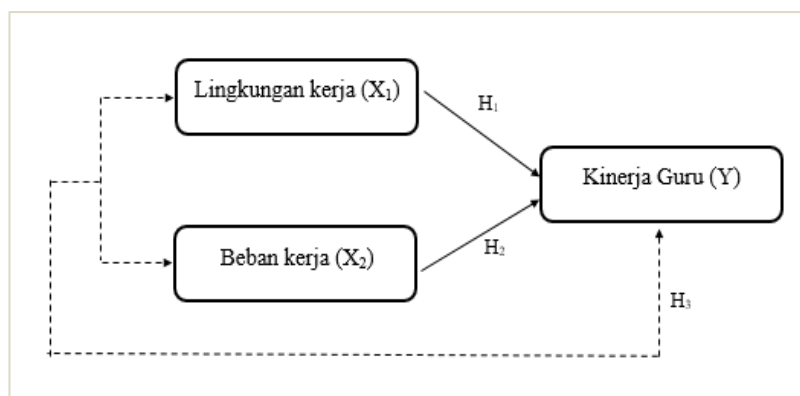 Lingkungan kerja (X₁)
H₁
Kinerja Guru (Y)
Beban kerja (X₂)
H₂
H₃